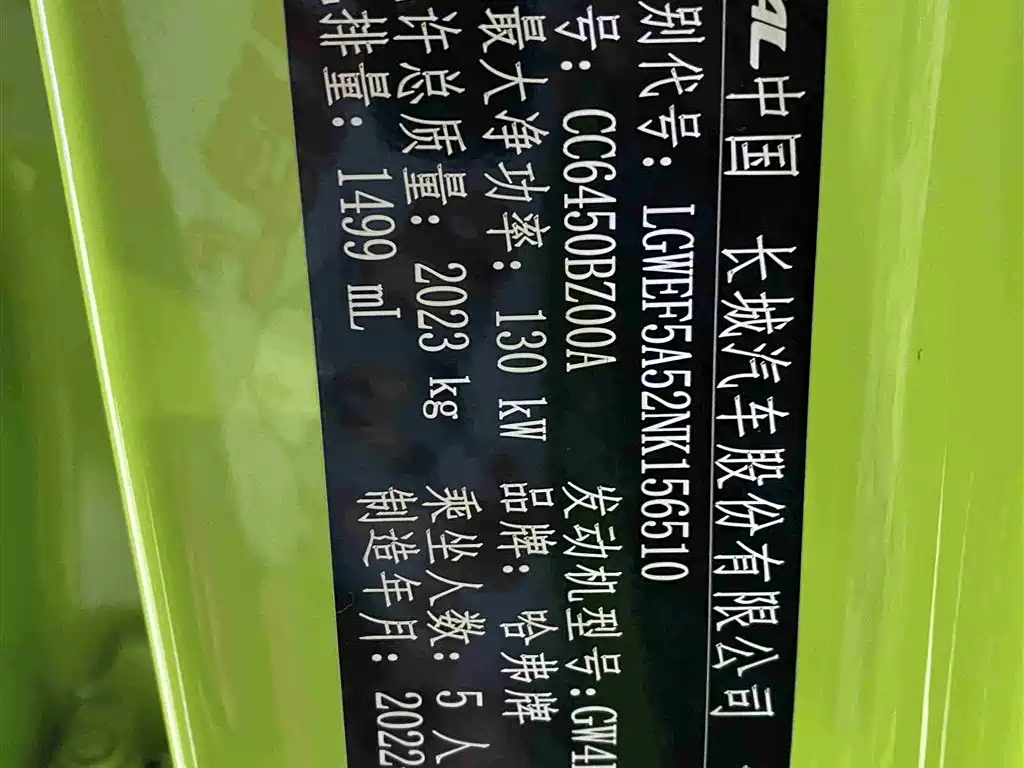 AL 中国 长城汽车股份有限公司
别代号: LGWEF5A52NK156510
号: CC6450BZ00A 发动机型号:GW4
最大净功率: 130 kW 品牌: 哈弗牌
许总质量: 2023 kg 乘坐人数: 5 人
排量: 1499 mL 制造年月: 2022